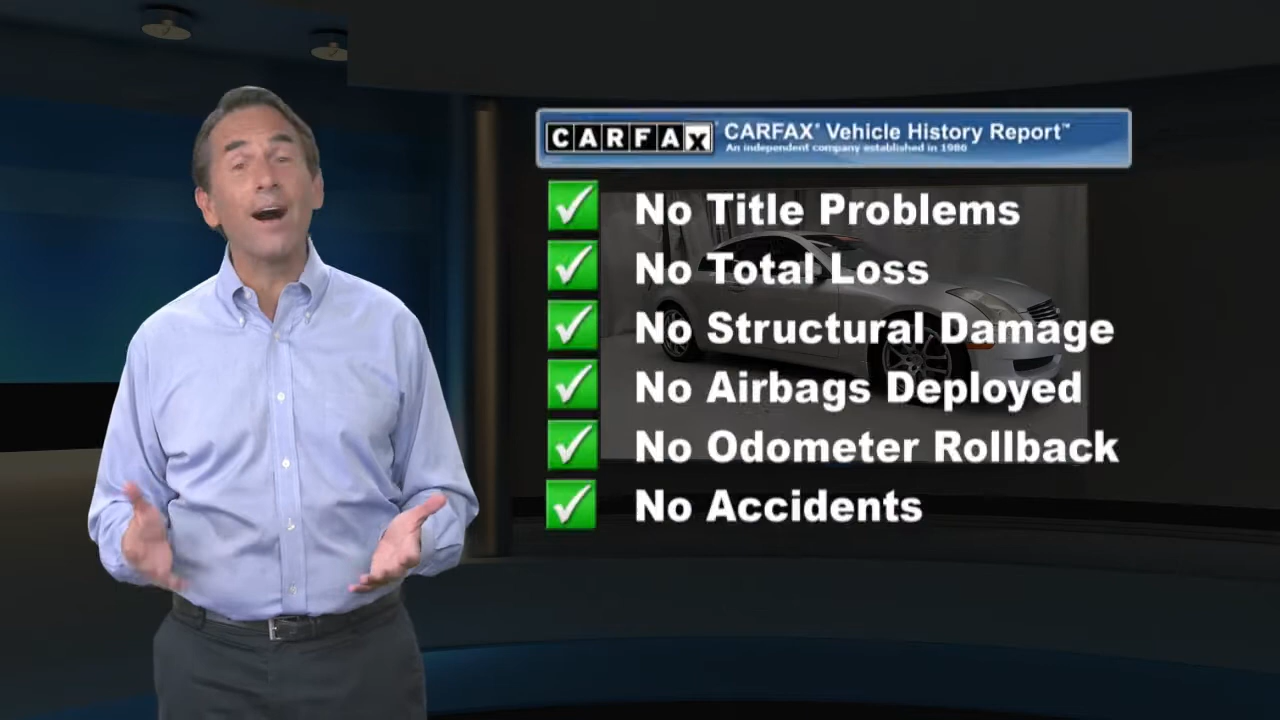 CARFAX® CARFAX® Vehicle History Report™
An independent company established in 1986
No Title Problems
No Total Loss
No Structural Damage
No Airbags Deployed
No Odometer Rollback
No Accidents